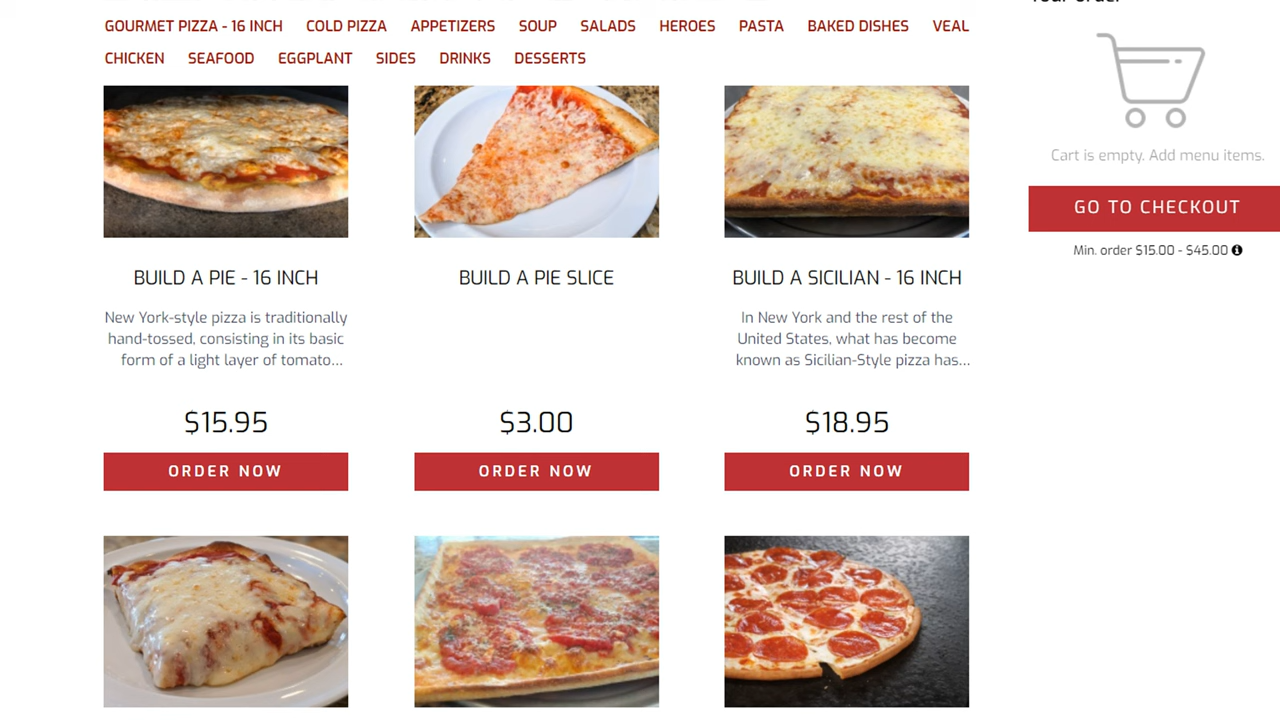 GOURMET PIZZA - 16 INCH COLD PIZZA APPETIZERS SOUP SALADS HEROES PASTA BAKED DISHES VEAL
CHICKEN SEAFOOD EGGPLANT SIDES DRINKS DESSERTS
BUILD A PIE - 16 INCH
New York-style pizza is traditionally
hand-tossed, consisting in its basic
form of a light layer of tomato...
$15.95
ORDER NOW
BUILD A PIE SLICE
$3.00
ORDER NOW
BUILD A SICILIAN - 16 INCH
In New York and the rest of the
United States, what has become
known as Sicilian-Style pizza has...
$18.95
ORDER NOW
Cart is empty. Add menu items.
GO TO CHECKOUT
Min. order $15.00 - $45.00